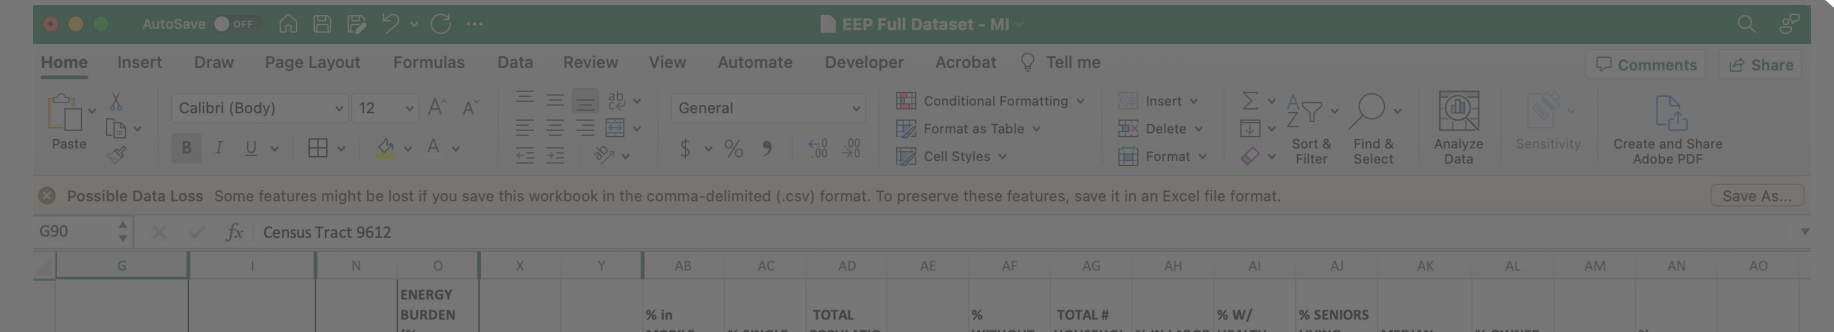 AutoSave OFF EEP Full Dataset - MI
Home Insert Draw Page Layout Formulas Data Review View Automate Developer Acrobat Tell me Comments Share
Calibri (Body) 12 A A ab General Conditional Formatting Insert
Format as Table Delete
Paste B I U A $ % Cell Styles Format Sort & Filter Find & Select Analyze Data Sensitivity Create and Share Adobe PDF
Possible Data Loss Some features might be lost if you save this workbook in the comma-delimited (.csv) format. To preserve these features, save it in an Excel file format. Save As...
G90 fx Census Tract 9612
G I N O X Y AB AC AD AE AF AG AH AI AJ AK AL AM AN AO
ENERGY
BURDEN % in TOTAL % TOTAL # % W/ % SENIORS